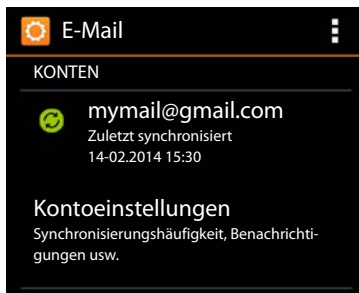 E-Mail
KONTEN
mymail@gmail.com
Zuletzt synchronisiert
14-02.2014 15:30
Kontoeinstellungen
Synchronisierungshäufigkeit, Benachrichti-
gungen usw.